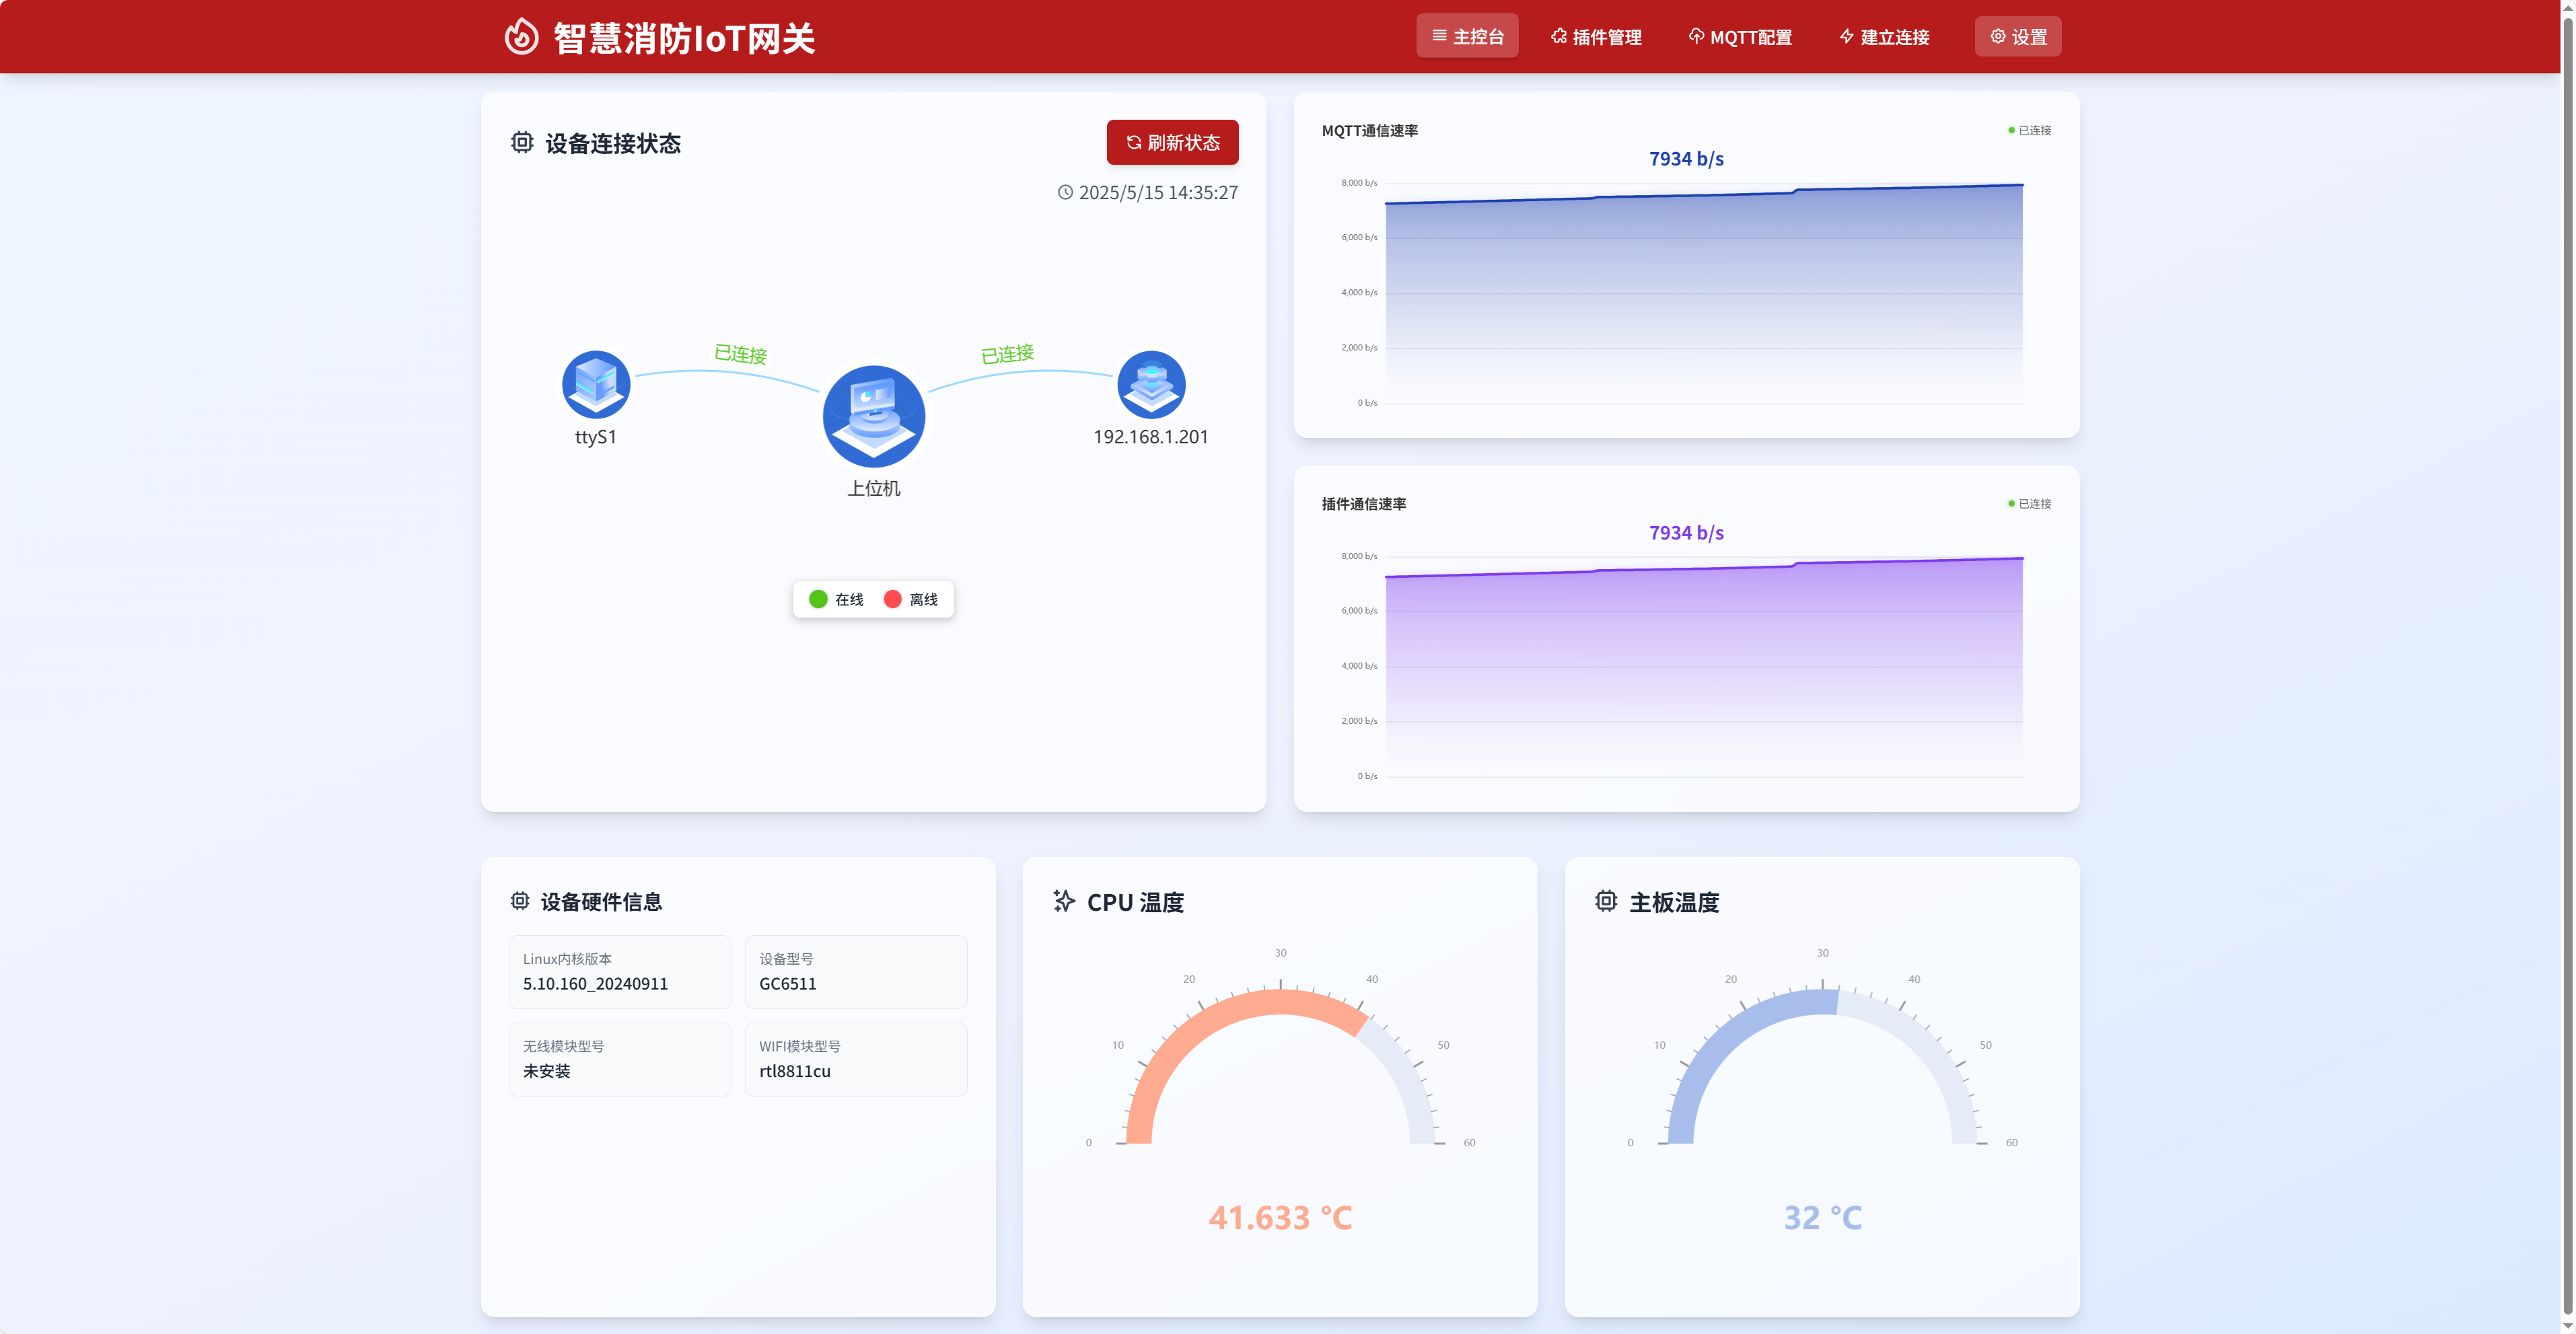 智慧消防IoT网关
主控台
插件管理
MQTT配置
建立连接
设置
设备连接状态
刷新状态
2025/5/15 14:35:27
已连接
已连接
ttyS1
192.168.1.201
上位机
在线
离线
MQTT通信速率
已连接
7934 b/s
8,000 b/s
6,000 b/s
4,000 b/s
2,000 b/s
0 b/s
插件通信速率
已连接
7934 b/s
8,000 b/s
6,000 b/s
4,000 b/s
2,000 b/s
0 b/s
设备硬件信息
Linux内核版本
5.10.160_20240911
设备型号
GC6511
无线模块型号
未安装
WIFI模块型号
rtl8811cu
CPU 温度
0
10
20
30
40
50
60
41.633 °C
主板温度
0
10
20
30
40
50
60
32 °C